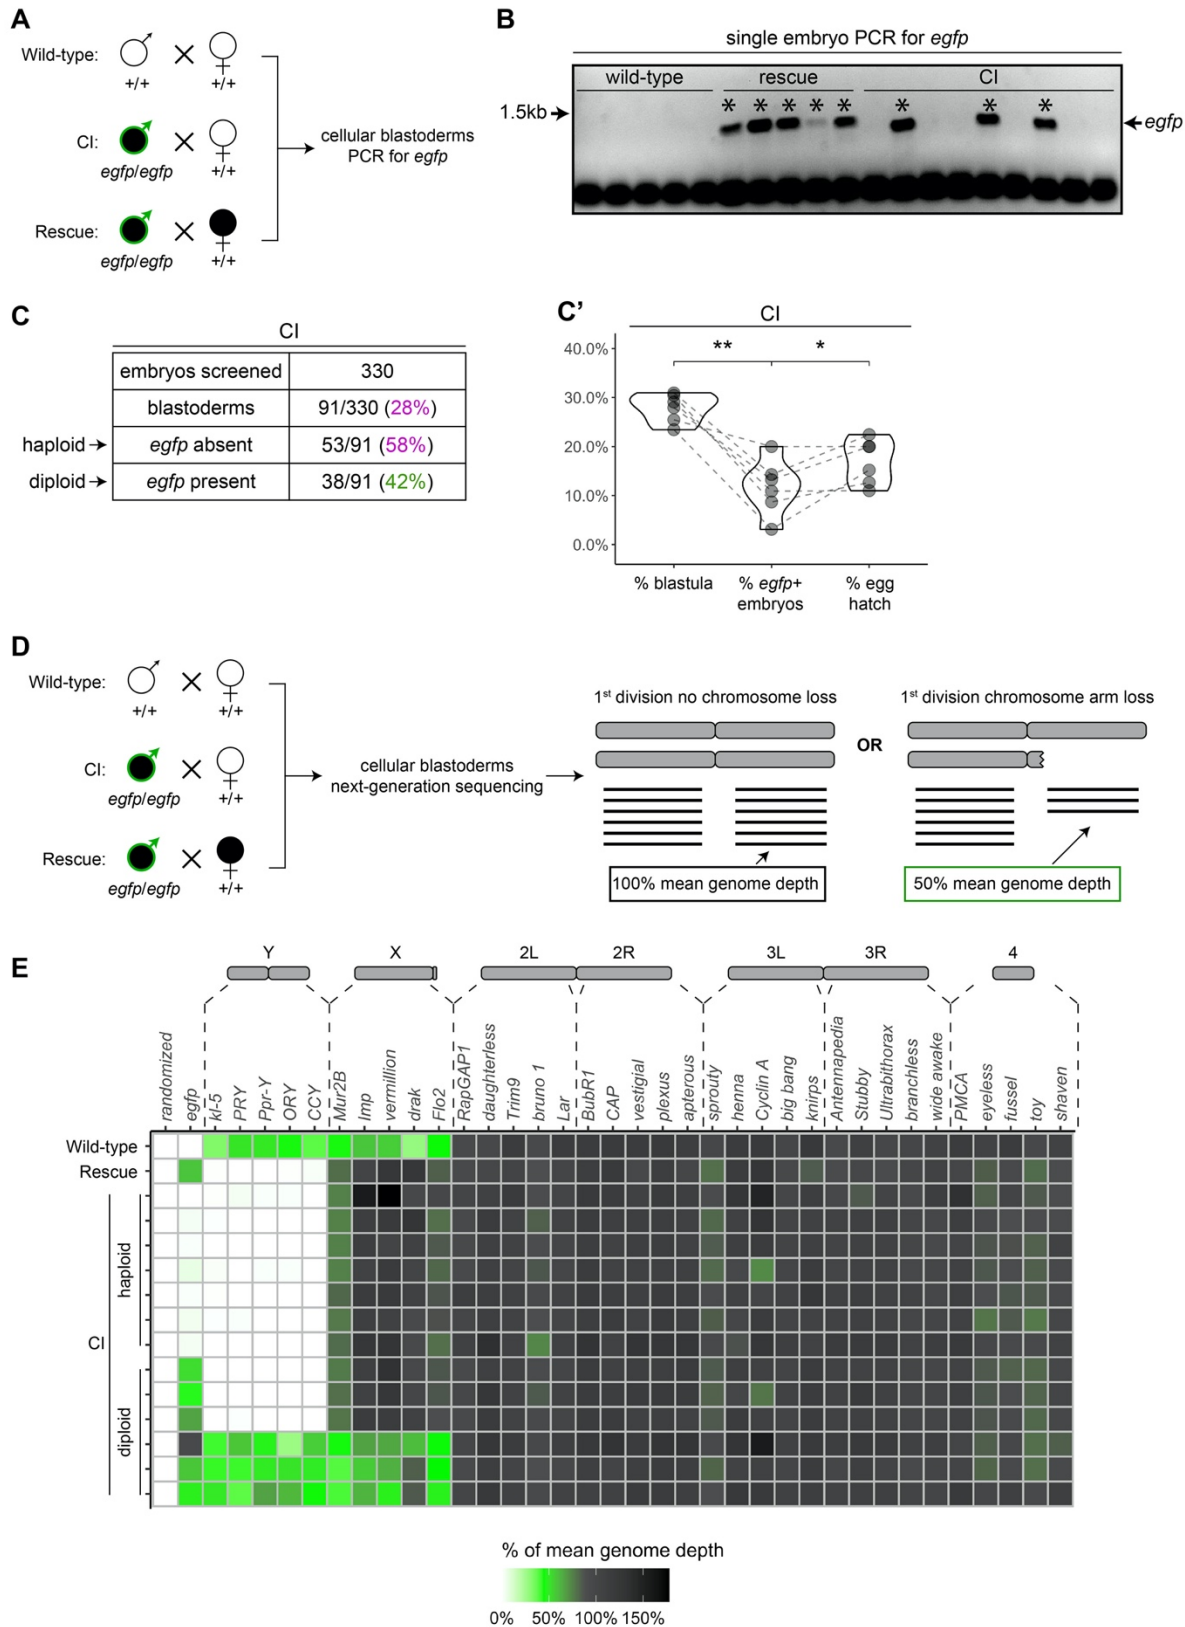 A
Wild-type:
+/+
+/+
CI:
egfp/egfp
+/+
Rescue:
egfp/egfp
+/+
cellular blastoderms
PCR for egfp
B
single embryo PCR for egfp
wild-type
rescue
CI
* * * * * * * *
1.5kb
egfp
C
CI
embryos screened 330
blastoderms 91/330 (28%)
haploid egfp absent 53/91 (58%)
diploid egfp present 38/91 (42%)
C’
CI
** *
40.0%
30.0%
20.0%
10.0%
0.0%
% blastula
% egfp+
embryos
% egg
hatch
D
Wild-type:
+/+
+/+
CI:
egfp/egfp
+/+
Rescue:
egfp/egfp
+/+
cellular blastoderms
next-generation sequencing
1st division no chromosome loss
OR
1st division chromosome arm loss
100% mean genome depth
50% mean genome depth
E
Y
X
2L
2R
3L
3R
4
randomized
egfp
kl-5
PRY
Ppr-Y
ORY
CCY
Mur2B
Imp
vermillion
drak
Flo2
RapGAP1
daughterless
Trim9
bruno 1
Lar
BubR1
CAP
vestigial
plexus
apterous
sprouty
henna
Cyclin A
big bang
knirps
Antennapedia
Stubby
Ultrabithorax
branchless
wide awake
PMCA
eyeless
fussel
toy
shaven
Wild-type
Rescue
CI
haploid
diploid
% of mean genome depth
0% 50% 100% 150%